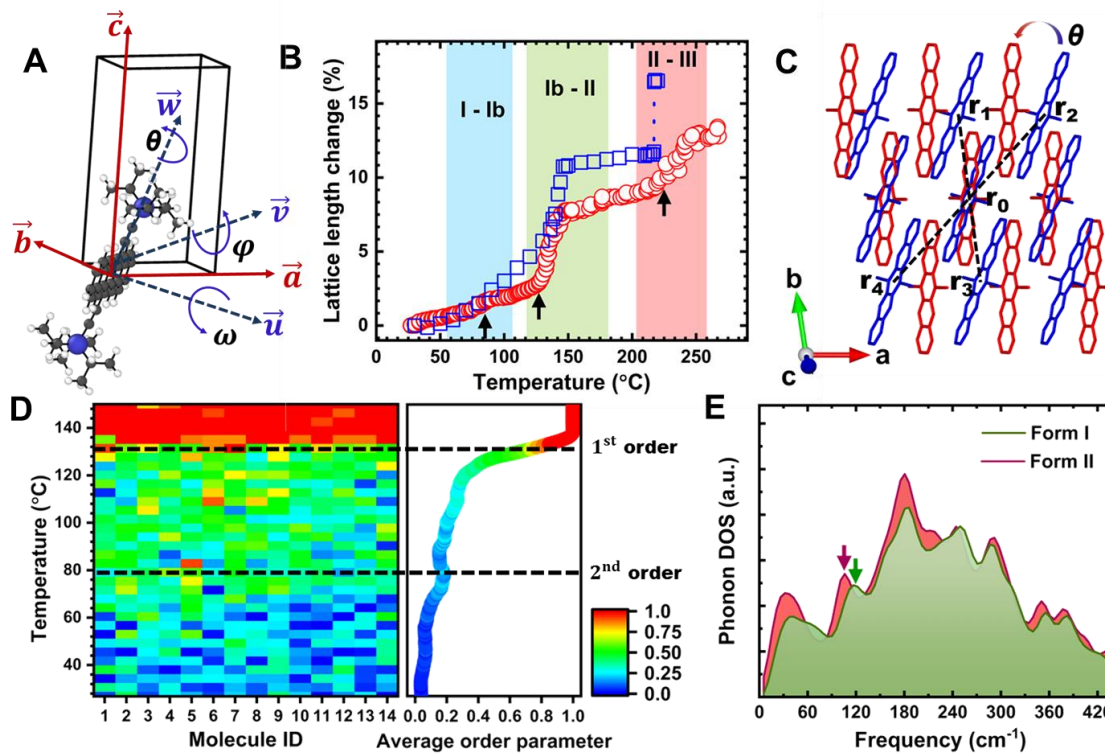 A
c
w
θ
v
φ
b
a
u
ω
B
Lattice length change (%)
15
10
5
0
I - Ib
Ib - II
II - III
0 50 100 150 200 250
Temperature (°C)
C
θ
r1
r2
r0
r4
r3
b
a
c
D
Temperature (°C)
140
120
100
80
60
40
1 2 3 4 5 6 7 8 9 10 11 12 13 14
Molecule ID
1st order
2nd order
1.0
0.75
0.50
0.25
0.0
0.0 0.2 0.4 0.6 0.8 1.0
Average order parameter
E
Form I
Form II
Phonon DOS (a.u.)
0 60 120 180 240 300 360 420
Frequency (cm-1)